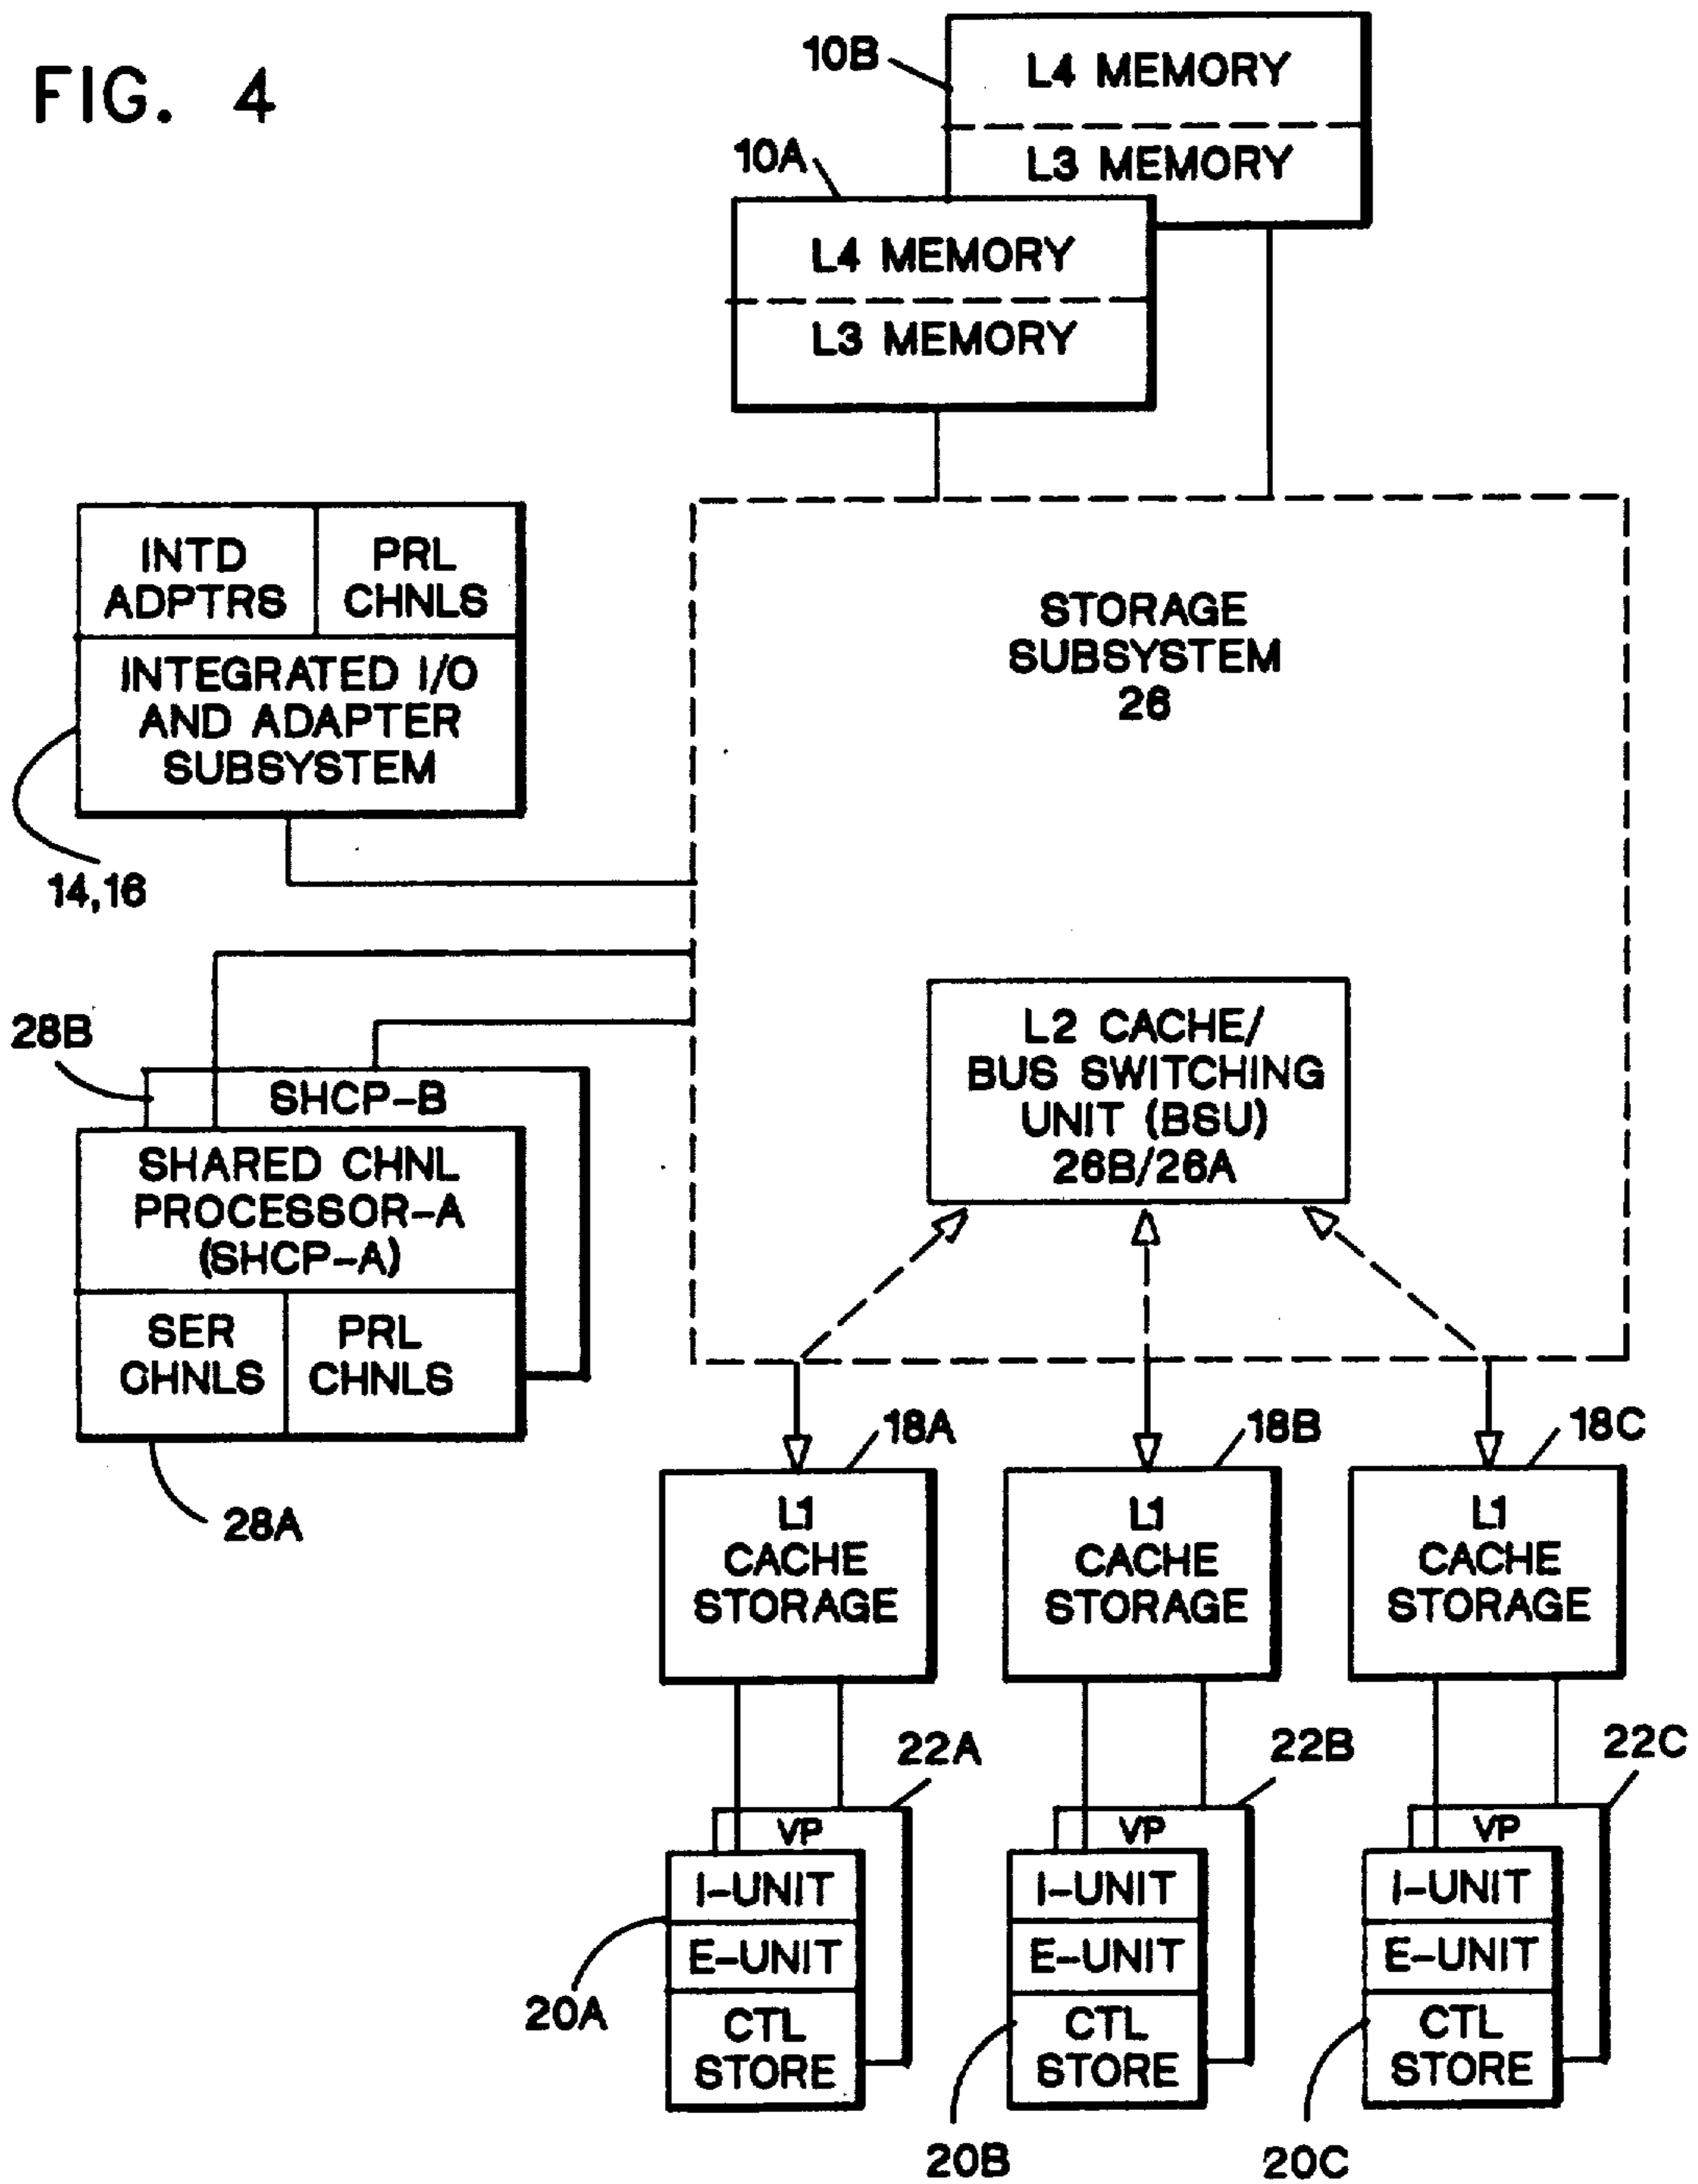 FIG. 4
10B
L4 MEMORY
L3 MEMORY
10A
L4 MEMORY
L3 MEMORY
INTD
ADPTRS
PRL
CHNLS
INTEGRATED I/O
AND ADAPTER
SUBSYSTEM
14,16
STORAGE
SUBSYSTEM
26
28B
SHCP-B
SHARED CHNL
PROCESSOR-A
(SHCP-A)
SER
CHNLS
PRL
CHNLS
28A
L2 CACHE/
BUS SWITCHING
UNIT (BSU)
26B/26A
18A
L1
CACHE
STORAGE
18B
L1
CACHE
STORAGE
18C
L1
CACHE
STORAGE
22A
VP
I-UNIT
E-UNIT
CTL
STORE
20A
22B
VP
I-UNIT
E-UNIT
CTL
STORE
20B
22C
VP
I-UNIT
E-UNIT
CTL
STORE
20C